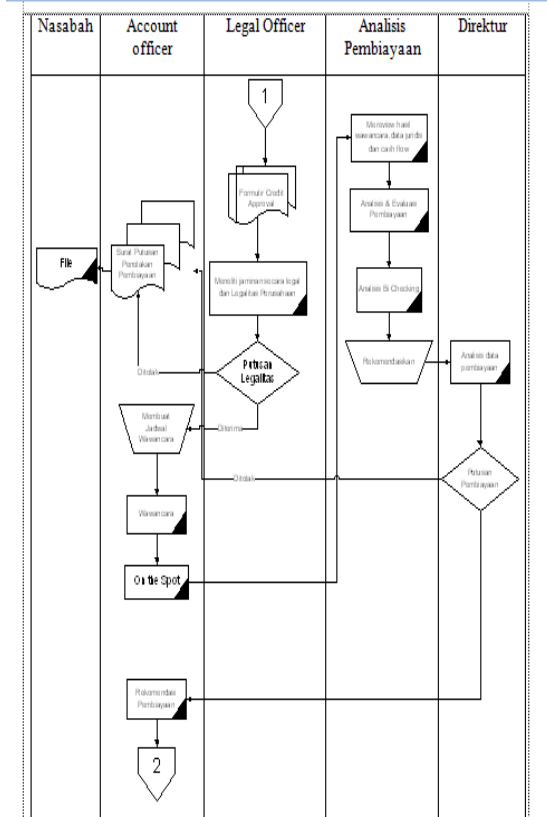 Nasabah
Account
officer
Legal Officer
Analisis
Pembiayaan
Direktur
1
Formulir Credit
Approval
Meneliti jaminan secara legal
dan Legalitas Perusahaan
Putusan
Legalitas
Ditolak
Diterima
Surat Putusan
Penolakan
Pembiayaan
File
Membuat
Jadwal
Wawancara
Wawancara
On the Spot
Mereview hasil
wawancara, data juridis
dan cash flow
Analisis & Evaluasi
Pembiayaan
Analisis Bi Checking
Rekomendasikan
Analisis data
pembiayaan
Putusan
Pembiayaan
Ditolak
Rekomendasi
Pembiayaan
2